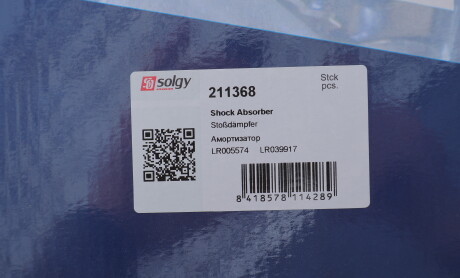 solgy
211368
Stck
pcs.
Shock Absorber
Stoßdämpfer
Амортизатор
LR005574 LR039917
8 418578 114289